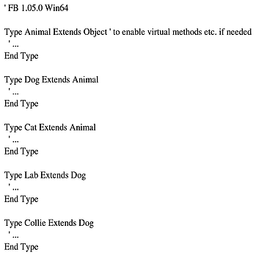 ' FB 1.05.0 Win64

Type Animal Extends Object ' to enable virtual methods etc. if needed
  ' ...
End Type

Type Dog Extends Animal
  ' ...
End Type

Type Cat Extends Animal
  ' ...
End Type

Type Lab Extends Dog
  ' ...
End Type

Type Collie Extends Dog
  ' ...
End Type